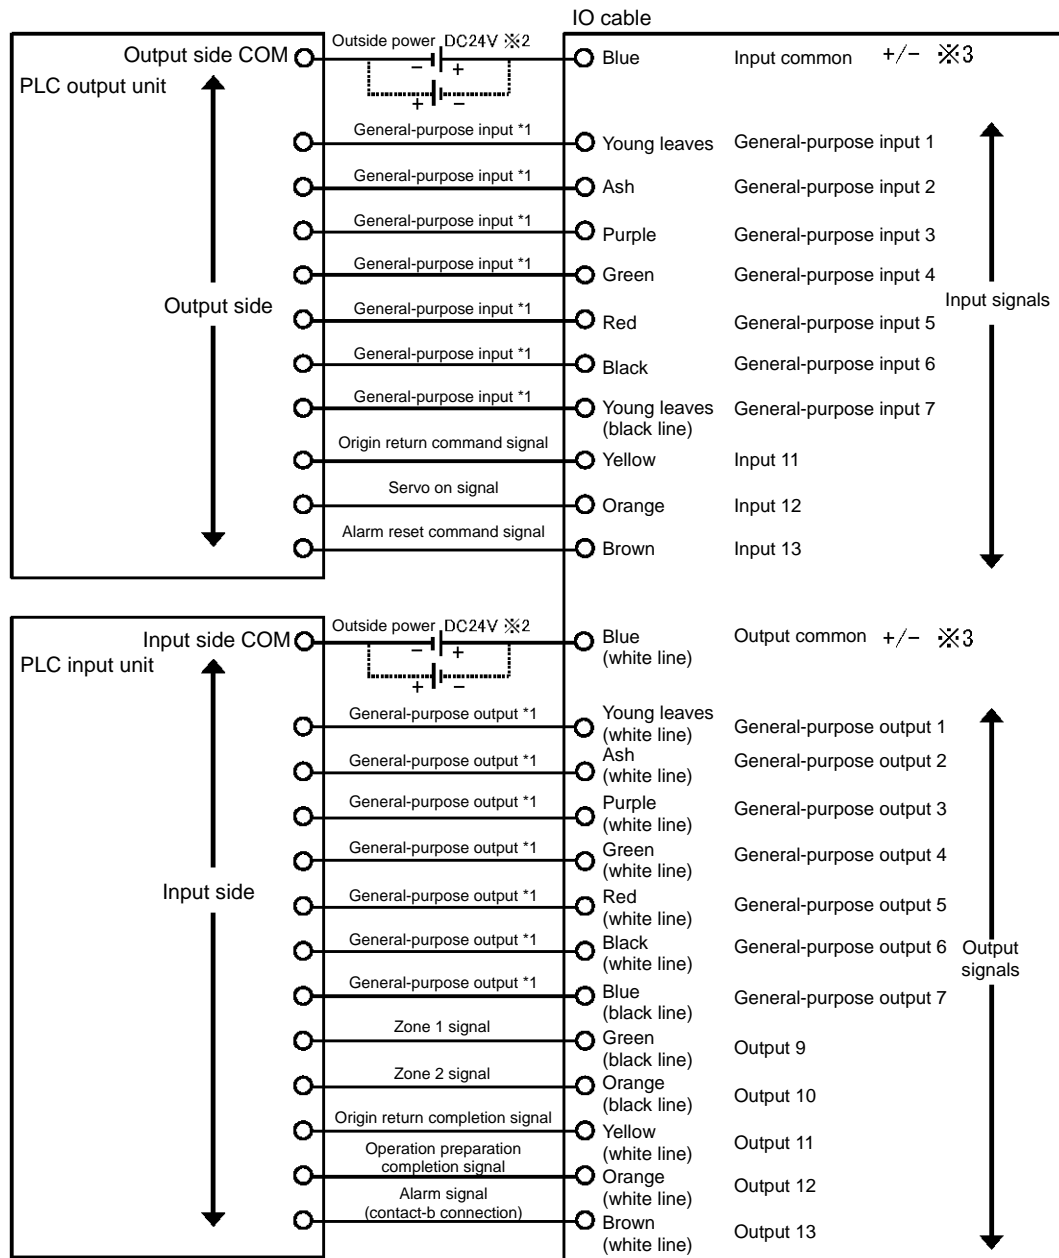 IO cable
Output side COM
Outside power DC24V ※2
− +
+ −
Blue
Input common +/− ※3
PLC output unit
General-purpose input *1
Young leaves
General-purpose input 1
General-purpose input *1
Ash
General-purpose input 2
General-purpose input *1
Purple
General-purpose input 3
General-purpose input *1
Green
General-purpose input 4
Output side
Input signals
General-purpose input *1
Red
General-purpose input 5
General-purpose input *1
Black
General-purpose input 6
General-purpose input *1
Young leaves
(black line)
General-purpose input 7
Origin return command signal
Yellow
Input 11
Servo on signal
Orange
Input 12
Alarm reset command signal
Brown
Input 13
Input side COM
Outside power DC24V ※2
− +
+ −
Blue
(white line)
Output common +/− ※3
PLC input unit
General-purpose output *1
Young leaves
(white line)
General-purpose output 1
General-purpose output *1
Ash
(white line)
General-purpose output 2
General-purpose output *1
Purple
(white line)
General-purpose output 3
General-purpose output *1
Green
(white line)
General-purpose output 4
Input side
General-purpose output *1
Red
(white line)
General-purpose output 5
General-purpose output *1
Black
(white line)
General-purpose output 6
Output
signals
General-purpose output *1
Blue
(black line)
General-purpose output 7
Zone 1 signal
Green
(black line)
Output 9
Zone 2 signal
Orange
(black line)
Output 10
Origin return completion signal
Yellow
(white line)
Output 11
Operation preparation
completion signal
Orange
(white line)
Output 12
Alarm signal
(contact-b connection)
Brown
(white line)
Output 13